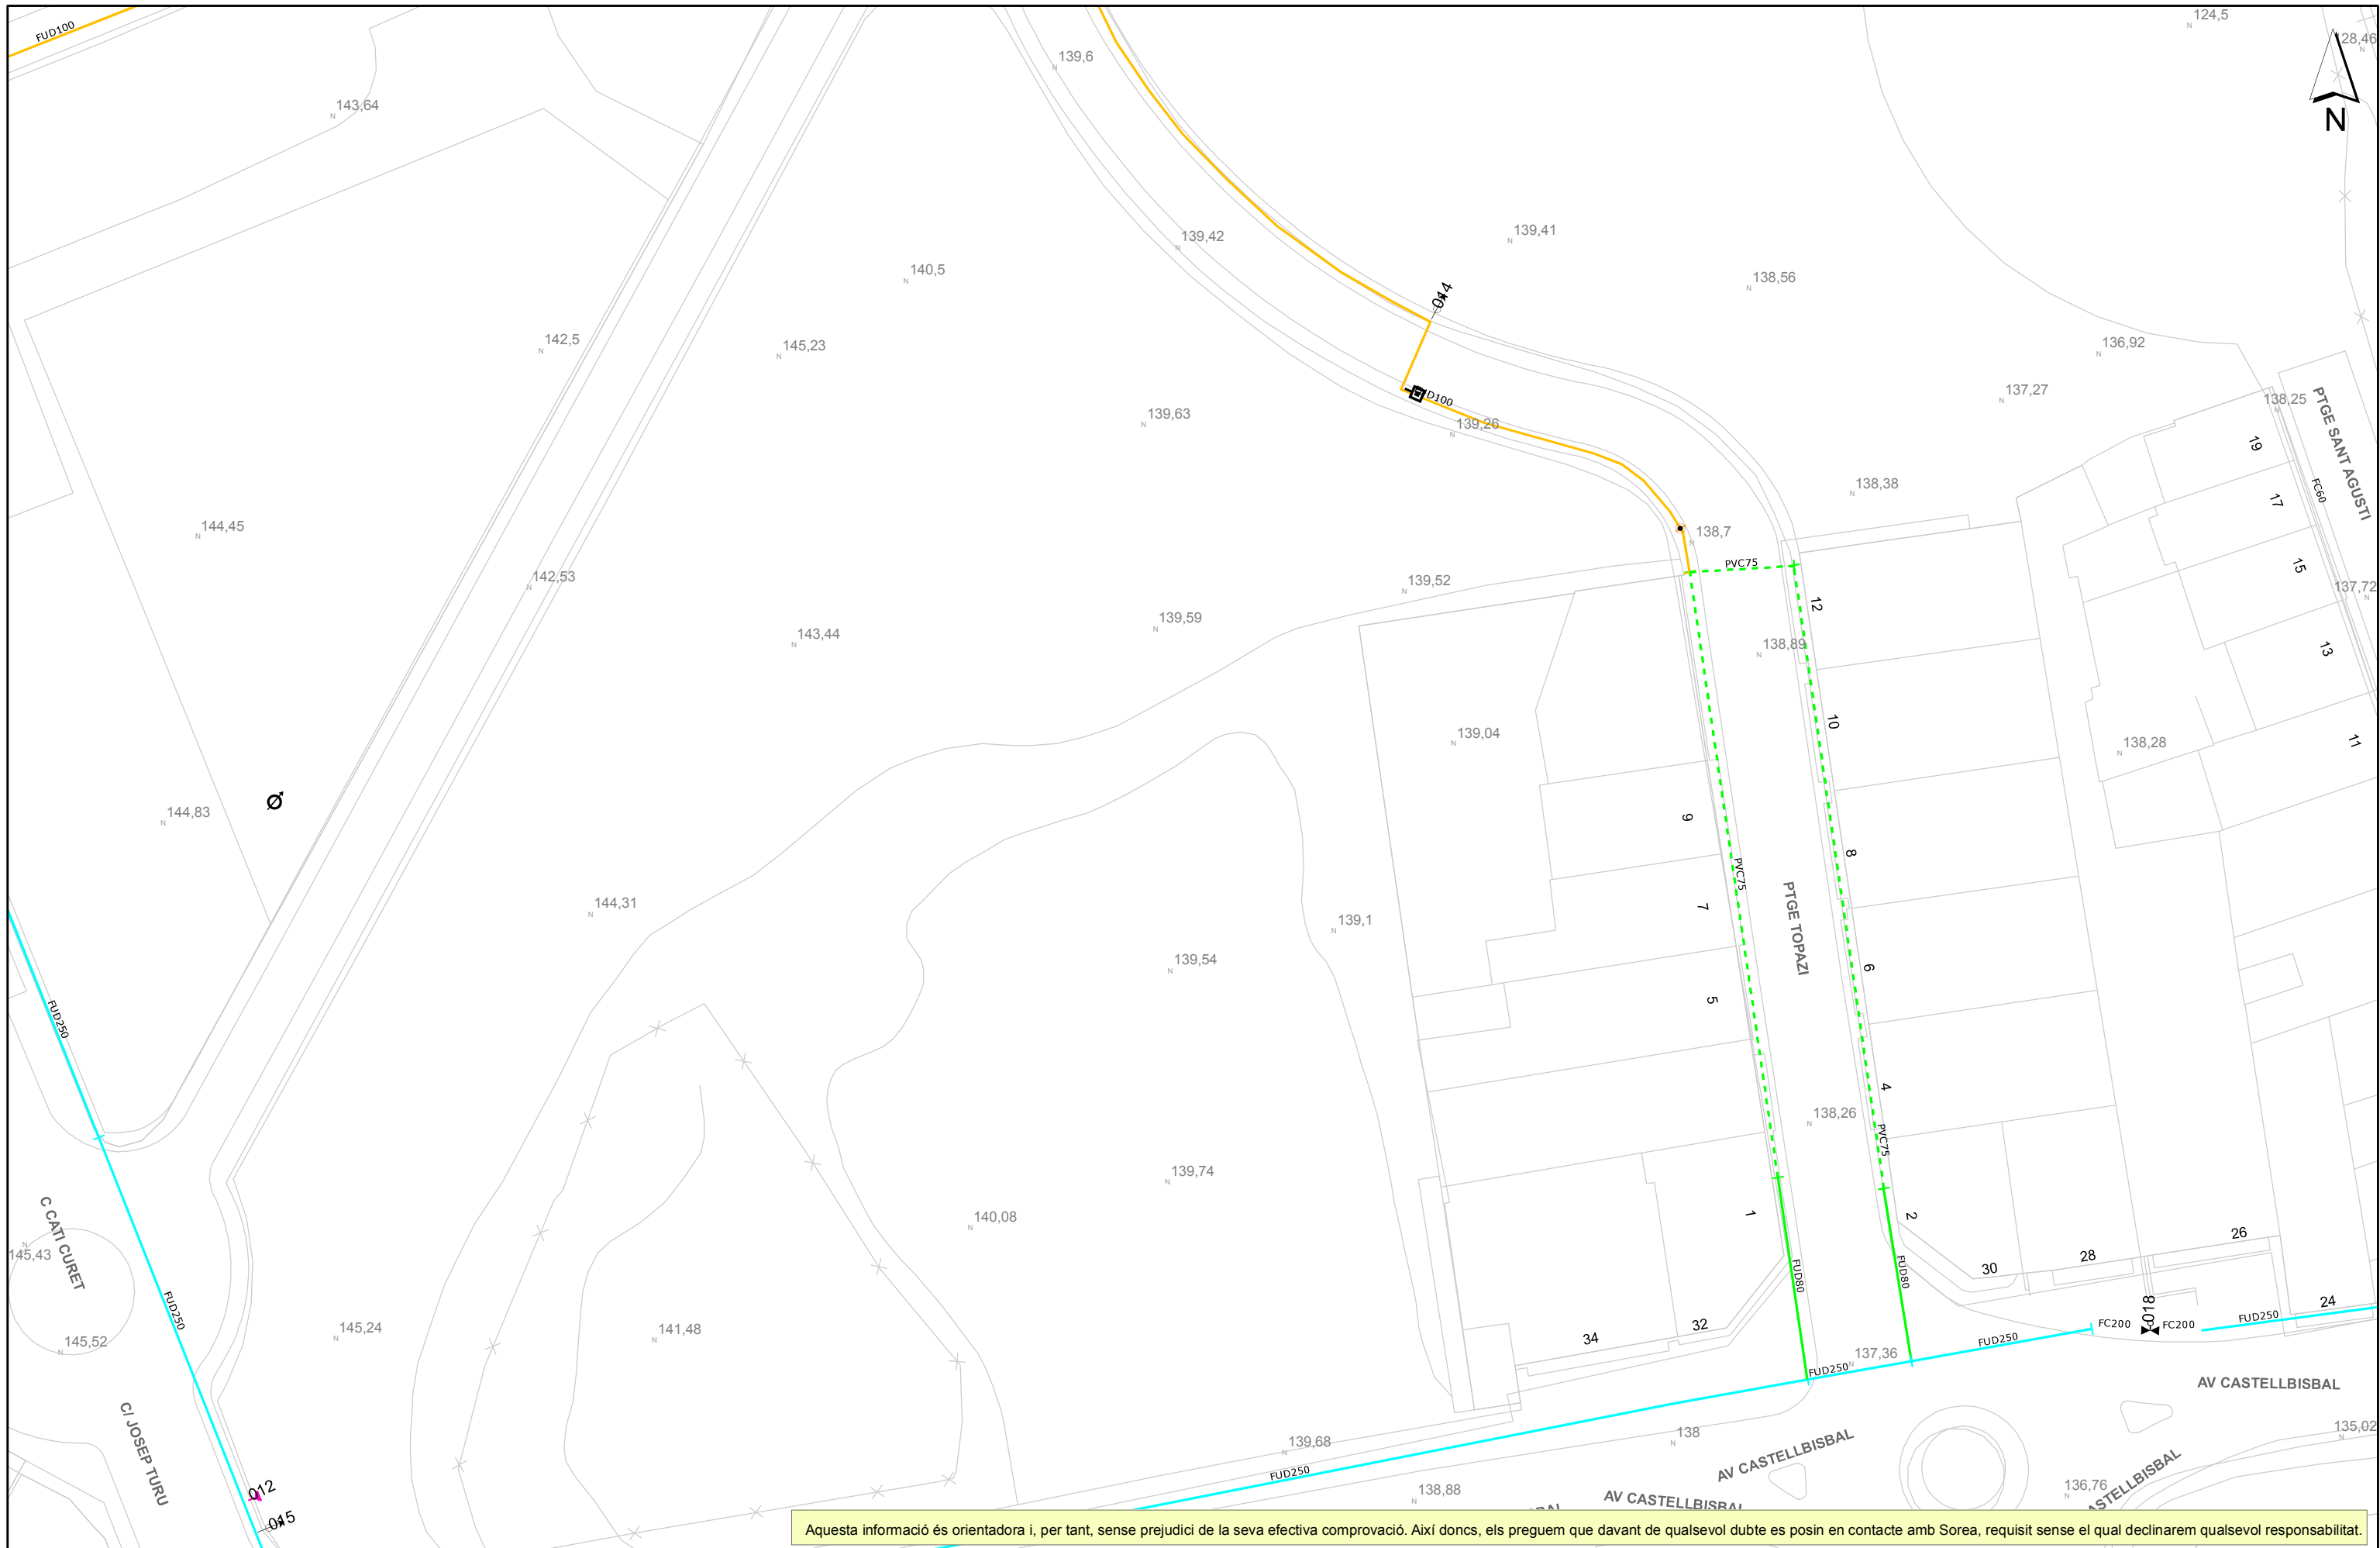 FUD100
124,5
128,46
139,6
143,64
N
139,42
139,41
140,5
138,56
014
142,5
145,23
136,92
137,27
138,25
PTGE SANT AGUSTI
139,63
139,26
19
17
FC60
138,38
144,45
138,7
142,53
PVC75
139,52
15
137,72
12
139,59
143,44
138,89
13
10
139,04
138,28
11
144,83
9
8
PVC75
PTGE TOPAZI
144,31
7
139,1
139,54
6
5
FUD250
4
138,26
PVC75
139,74
140,08
1
2
C CATI CURET
145,43
26
28
30
FUD80
FUD80
018
24
FUD250
FUD250
145,24
141,48
145,52
34
32
FC200
FC200
FUD250
137,36
FUD250
AV CASTELLBISBAL
C/ JOSEP TURU
139,68
138
135,02
AV CASTELLBISBAL
FUD250
136,76
138,88
AV CASTELLBISBAL
012
015
Aquesta informació és orientadora i, per tant, sense prejudici de la seva efectiva comprovació. Així doncs, els preguem que davant de qualsevol dubte es posin en contacte amb Sorea, requisit sense el qual declinarem qualsevol responsabilitat.